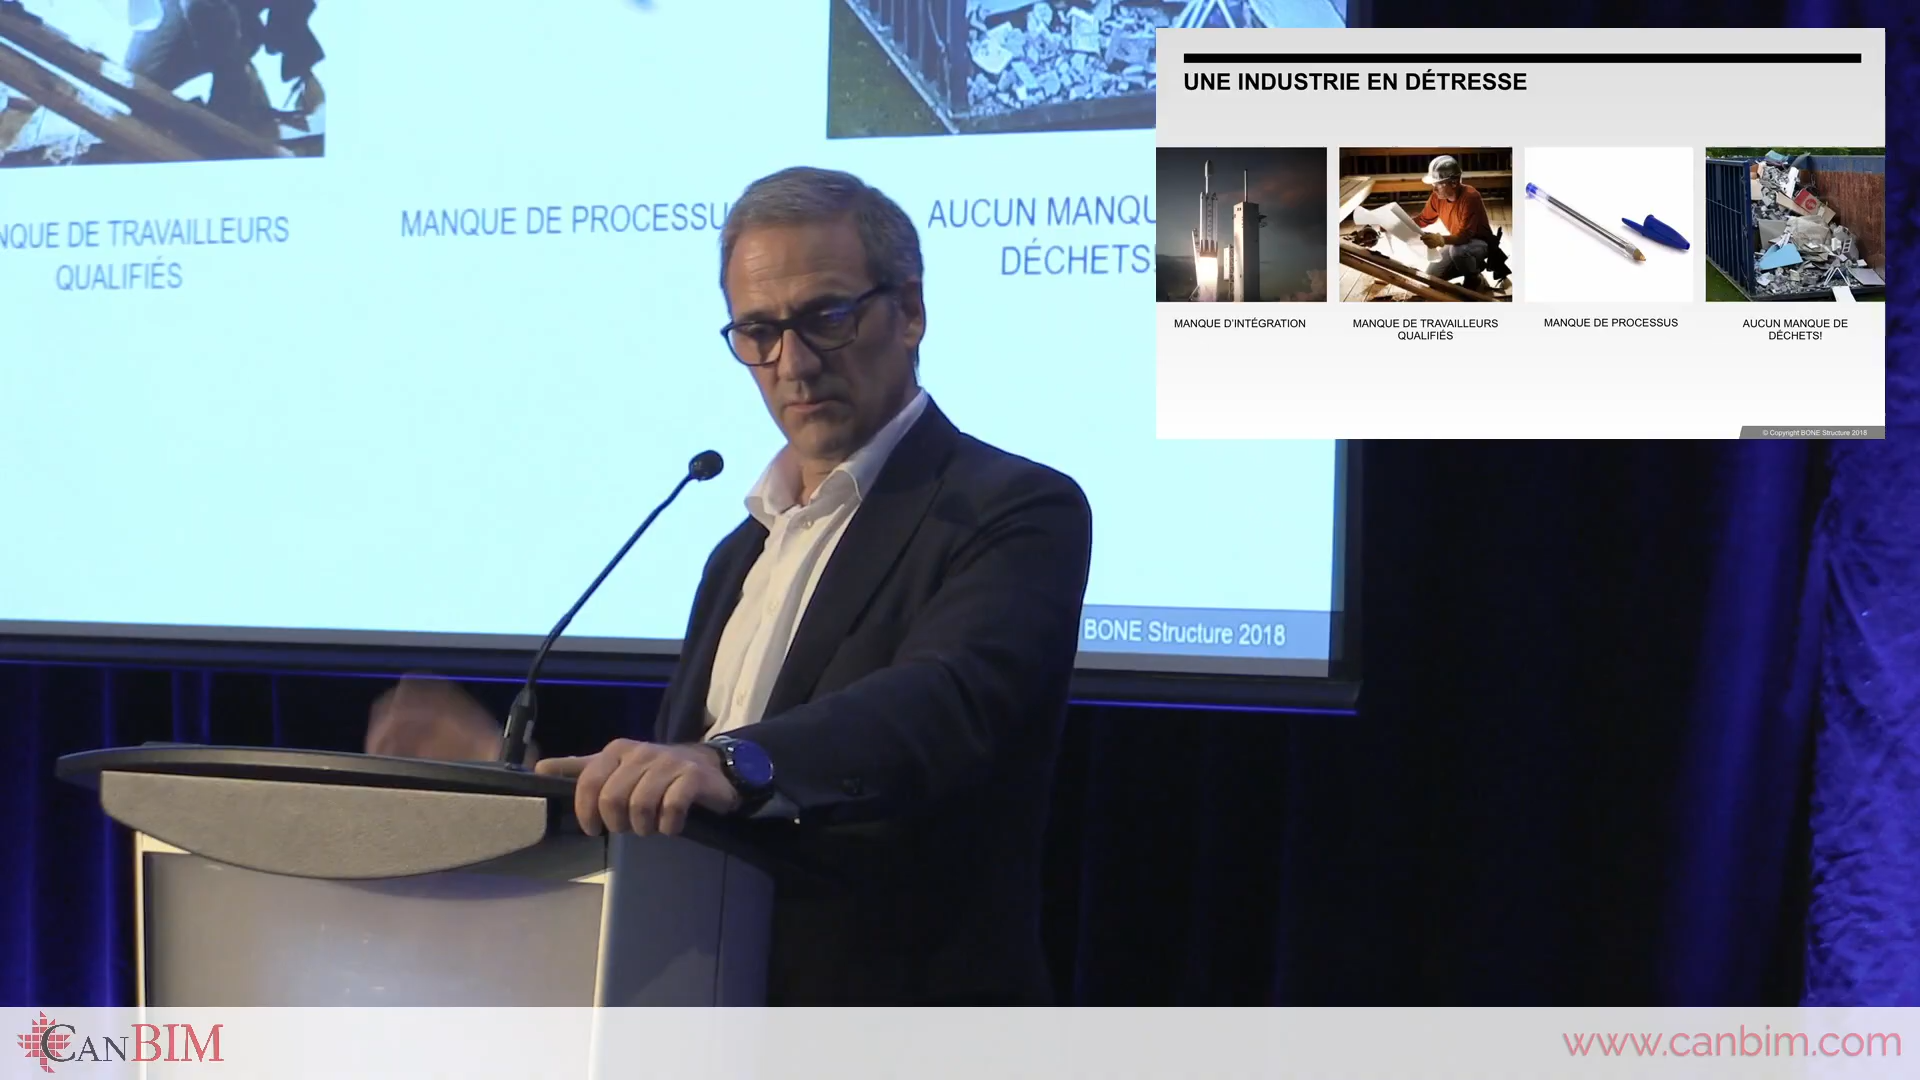 NQUE DE TRAVAILLEURS
QUALIFIÉS
MANQUE DE PROCESSU
AUCUN MANQU
DÉCHETS!
BONE Structure 2018
UNE INDUSTRIE EN DÉTRESSE
MANQUE D'INTÉGRATION
MANQUE DE TRAVAILLEURS
QUALIFIÉS
MANQUE DE PROCESSUS
AUCUN MANQUE DE
DÉCHETS!
© Copyright BONE Structure 2018
CANBIM
www.canbim.com